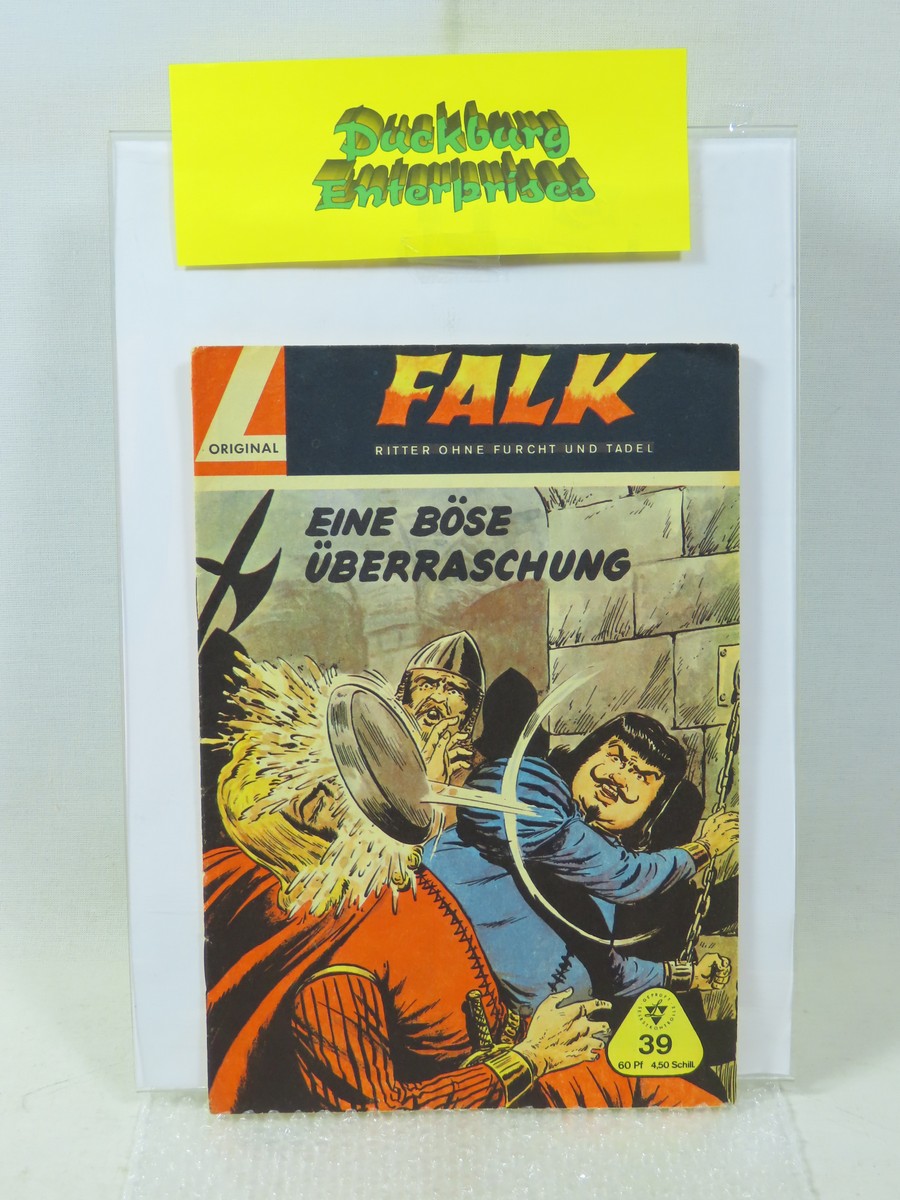 Duckburg
Enterprises
FALK
ORIGINAL
RITTER OHNE FURCHT UND TADEL
EINE BÖSE
ÜBERRASCHUNG
39
60 Pf 4,50 Schill.